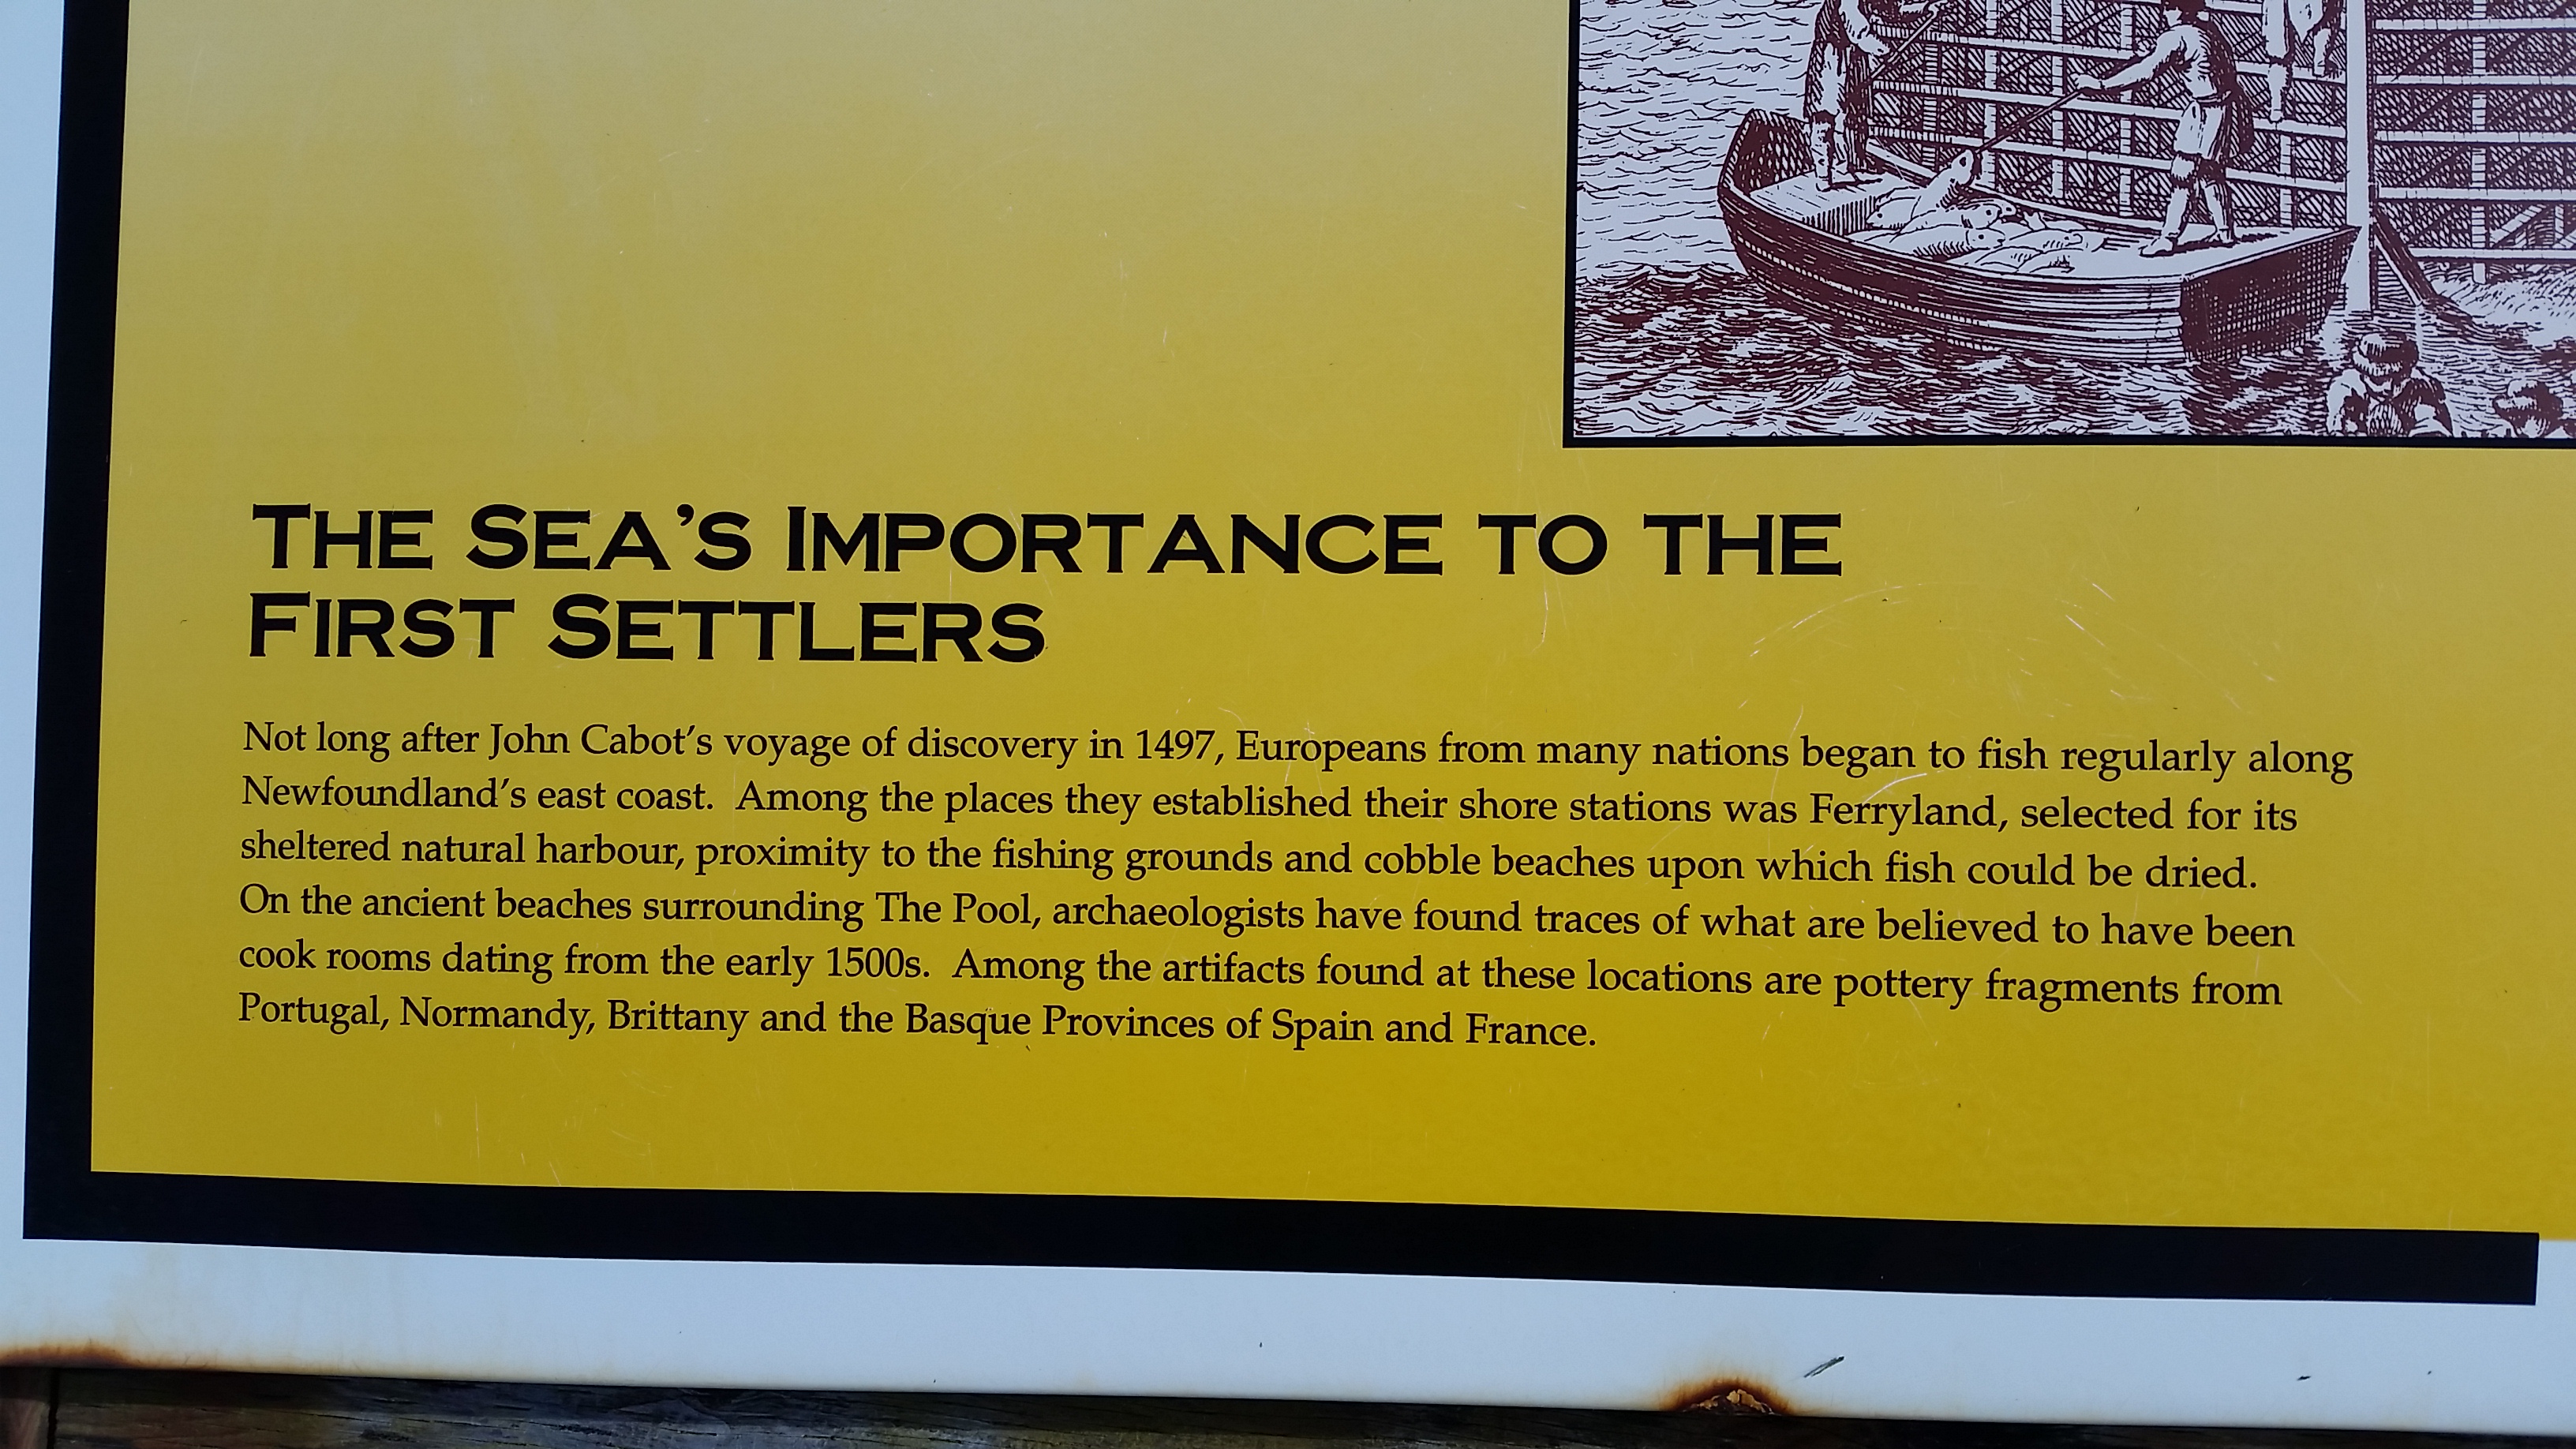 THE SEA'S IMPORTANCE TO THE
FIRST SETTLERS
Not long after John Cabot's voyage of discovery in 1497, Europeans from many nations began to fish regularly along
Newfoundland's east coast.  Among the places they established their shore stations was Ferryland, selected for its
sheltered natural harbour, proximity to the fishing grounds and cobble beaches upon which fish could be dried.
On the ancient beaches surrounding The Pool, archaeologists have found traces of what are believed to have been
cook rooms dating from the early 1500s.  Among the artifacts found at these locations are pottery fragments from
Portugal, Normandy, Brittany and the Basque Provinces of Spain and France.